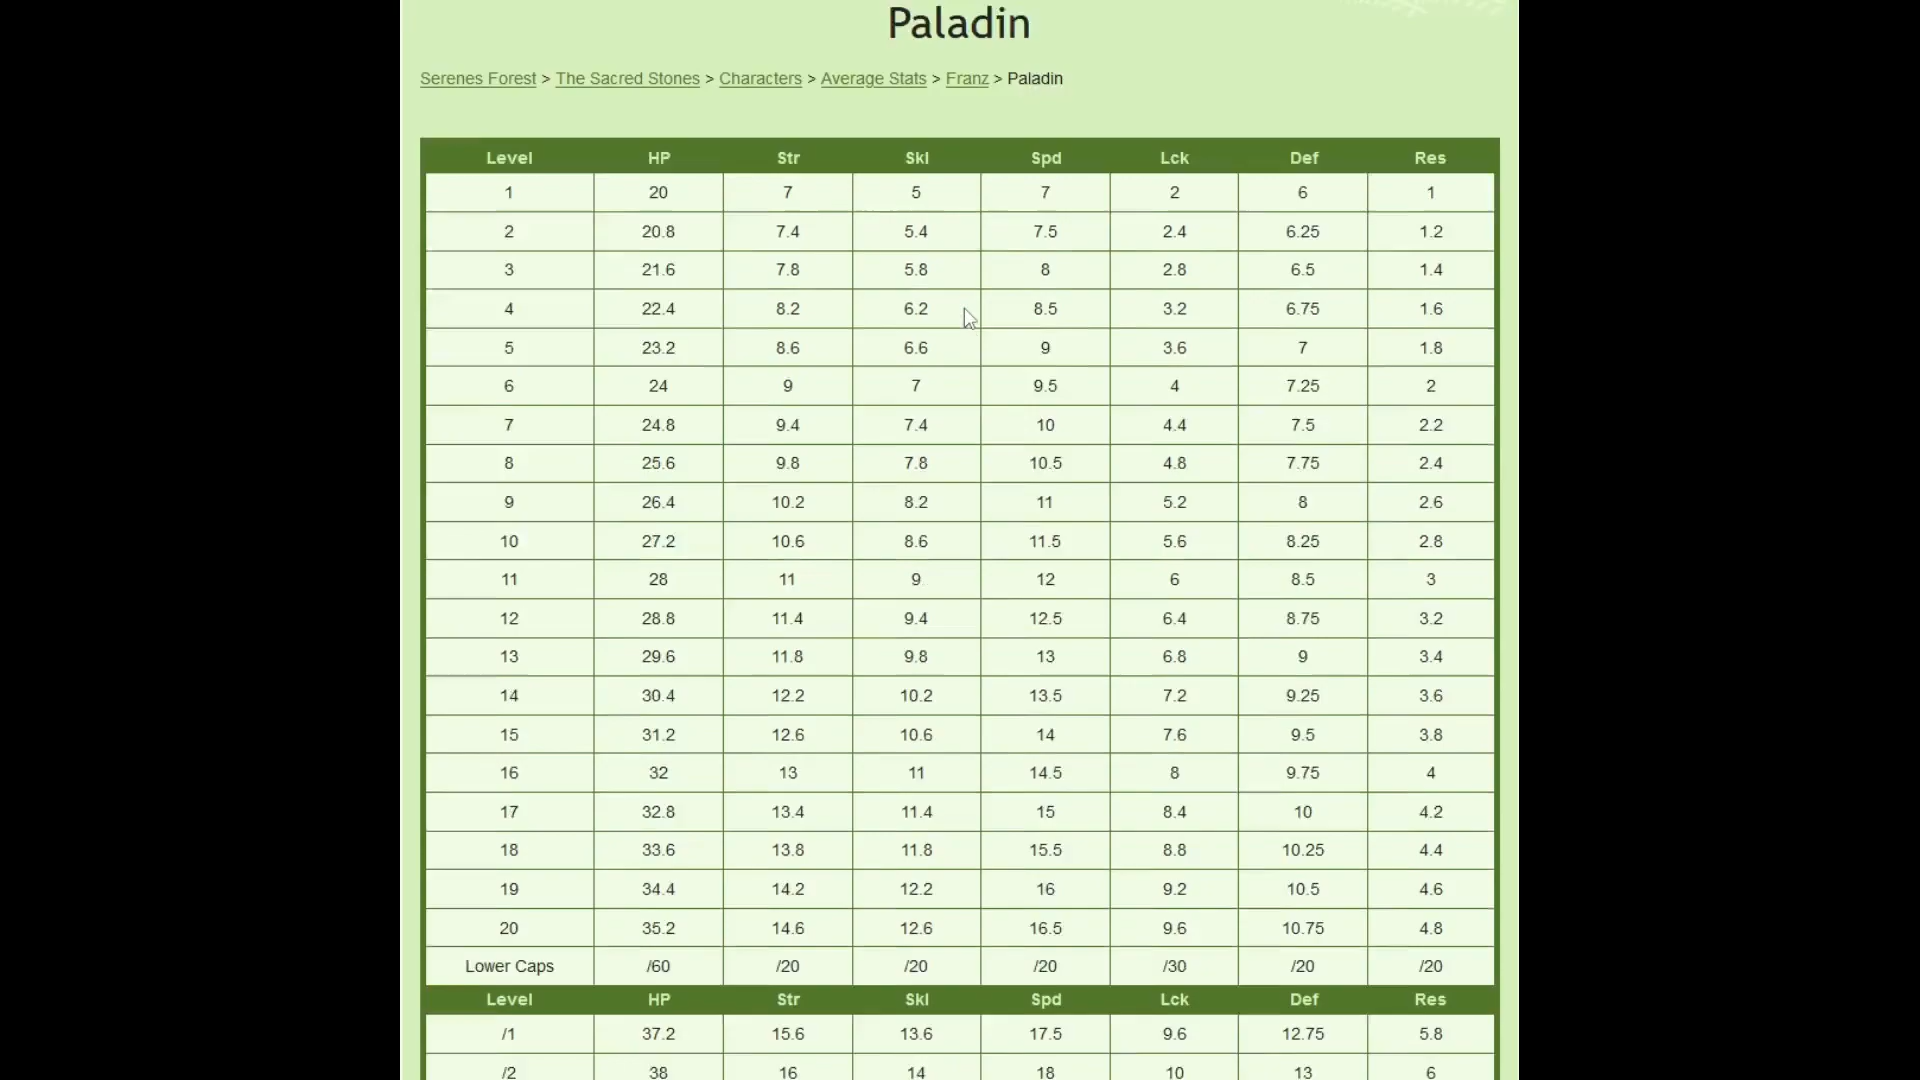 Paladin
Serenes Forest > The Sacred Stones > Characters > Average Stats > Franz > Paladin
Level HP Str Skl Spd Lck Def Res
1 20 7 5 7 2 6 1
2 20.8 7.4 5.4 7.5 2.4 6.25 1.2
3 21.6 7.8 5.8 8 2.8 6.5 1.4
4 22.4 8.2 6.2 8.5 3.2 6.75 1.6
5 23.2 8.6 6.6 9 3.6 7 1.8
6 24 9 7 9.5 4 7.25 2
7 24.8 9.4 7.4 10 4.4 7.5 2.2
8 25.6 9.8 7.8 10.5 4.8 7.75 2.4
9 26.4 10.2 8.2 11 5.2 8 2.6
10 27.2 10.6 8.6 11.5 5.6 8.25 2.8
11 28 11 9 12 6 8.5 3
12 28.8 11.4 9.4 12.5 6.4 8.75 3.2
13 29.6 11.8 9.8 13 6.8 9 3.4
14 30.4 12.2 10.2 13.5 7.2 9.25 3.6
15 31.2 12.6 10.6 14 7.6 9.5 3.8
16 32 13 11 14.5 8 9.75 4
17 32.8 13.4 11.4 15 8.4 10 4.2
18 33.6 13.8 11.8 15.5 8.8 10.25 4.4
19 34.4 14.2 12.2 16 9.2 10.5 4.6
20 35.2 14.6 12.6 16.5 9.6 10.75 4.8
Lower Caps /60 /20 /20 /20 /30 /20 /20
Level HP Str Skl Spd Lck Def Res
/1 37.2 15.6 13.6 17.5 9.6 12.75 5.8
/2 38 16 14 18 10 13 6